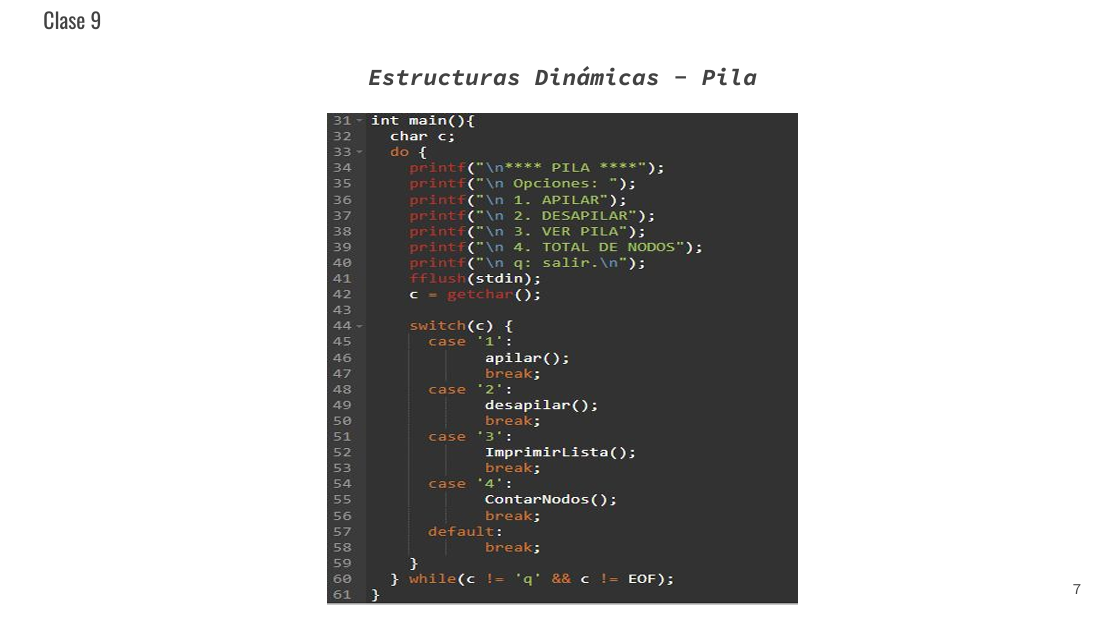 Clase 9
Estructuras Dinámicas - Pila
31 int main(){
32 char c;
33 do {
34 printf("\n**** PILA ****");
35 printf("\n Opciones: ");
36 printf("\n 1. APILAR");
37 printf("\n 2. DESAPILAR");
38 printf("\n 3. VER PILA");
39 printf("\n 4. TOTAL DE NODOS");
40 printf("\n q: salir.\n");
41 fflush(stdin);
42 c = getchar();
43
44 switch(c) {
45 case '1':
46 apilar();
47 break;
48 case '2':
49 desapilar();
50 break;
51 case '3':
52 ImprimirLista();
53 break;
54 case '4':
55 ContarNodos();
56 break;
57 default:
58 break;
59 }
60 } while(c != 'q' && c != EOF);
61 }
7